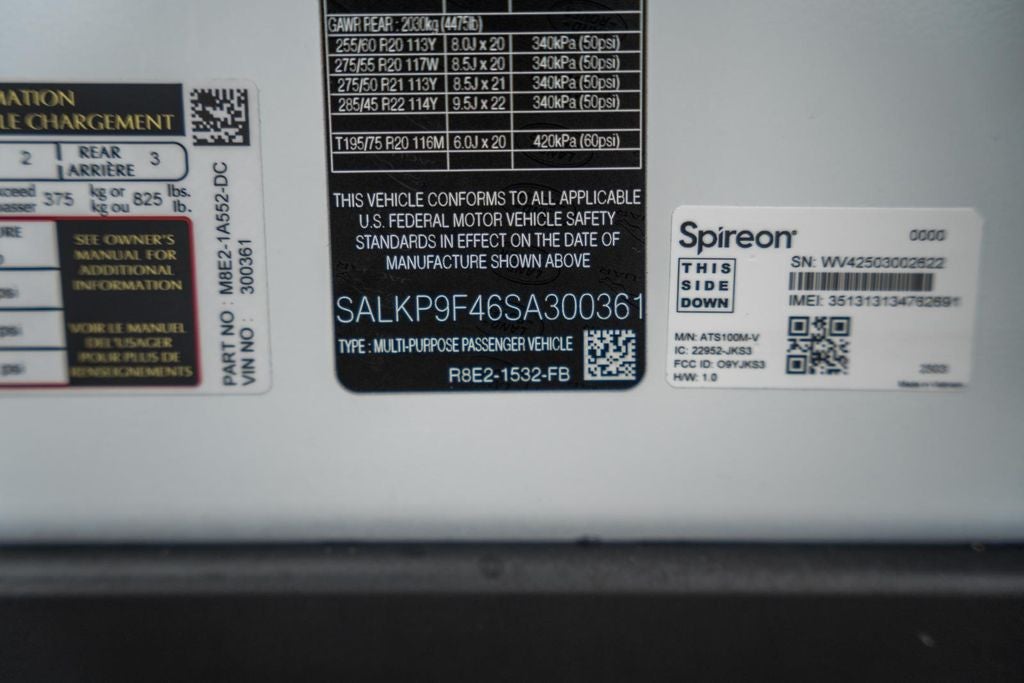 MATION
LE CHARGEMENT
2 REAR 3
ARRIÈRE
375 kg or 825 lbs.
kg ou lb.
SEE OWNER'S
MANUAL FOR
ADDITIONAL
INFORMATION
VOIR LE MANUEL
DE L'USAGER
POUR PLUS DE
RENSEIGNEMENTS
PART NO : M8E2-1A552-DC
VIN NO : 300361
GAWR REAR : 2030kg (4475lb)
255/60 R20 113Y 8.0J x 20 340kPa (50psi)
275/55 R20 117W 8.5J x 20 340kPa (50psi)
275/50 R21 113Y 8.5J x 21 340kPa (50psi)
285/45 R22 114Y 9.5J x 22 340kPa (50psi)
T195/75 R20 116M 6.0J x 20 420kPa (60psi)
THIS VEHICLE CONFORMS TO ALL APPLICABLE
U.S. FEDERAL MOTOR VEHICLE SAFETY
STANDARDS IN EFFECT ON THE DATE OF
MANUFACTURE SHOWN ABOVE
SALKP9F46SA300361
TYPE : MULTI-PURPOSE PASSENGER VEHICLE
R8E2-1532-FB
Spireon 0000
THIS
SIDE
DOWN
SN: WV42503002622
IMEI: 351313134762691
M/N: ATS100M-V
IC: 22952-JKS3
FCC ID: O9YJKS3
H/W: 1.0
Made in Vietnam